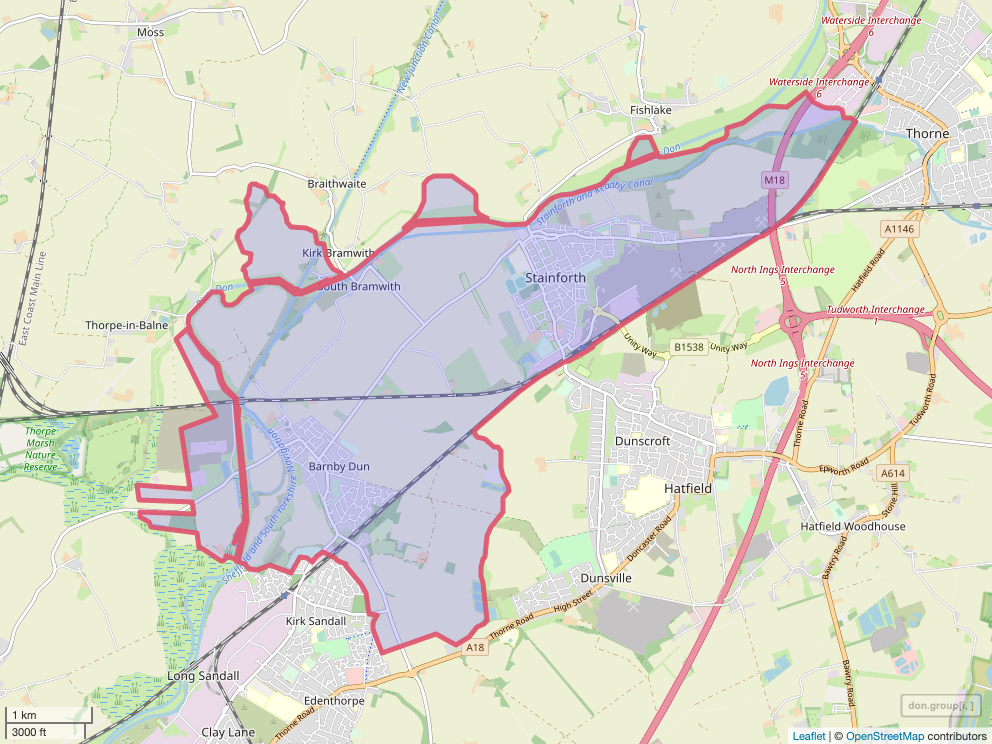 Moss
New Junction Canal
Waterside Interchange
6
Waterside Interchange
6
Fishlake
Thorne
Don
Braithwaite
M18
Stainforth and Keadby Canal
A1146
Kirk Bramwith
East Coast Main Line
Stainforth
North Ings Interchange
5
Hatfield Road
Don
South Bramwith
Thorpe-in-Balne
Tudworth Interchange
1
Unity Way
B1538
Unity Way
North Ings Interchange
5
Tudworth Road
Thorne Road
Thorpe
Marsh
Nature
Reserve
Dunscroft
Barnby Dun
Epworth Road
A614
Hatfield
Stone Hill
Sheffield and South Yorkshire
Navigation
Hatfield Woodhouse
Doncaster Road
Bawtry Road
Dunsville
High Street
Kirk Sandall
Thorne Road
A18
Long Sandall
Bawtry Road
Edenthorpe
Thorne Road
Clay Lane
1 km
3000 ft
don.group[i, ]
Leaflet | © OpenStreetMap contributors